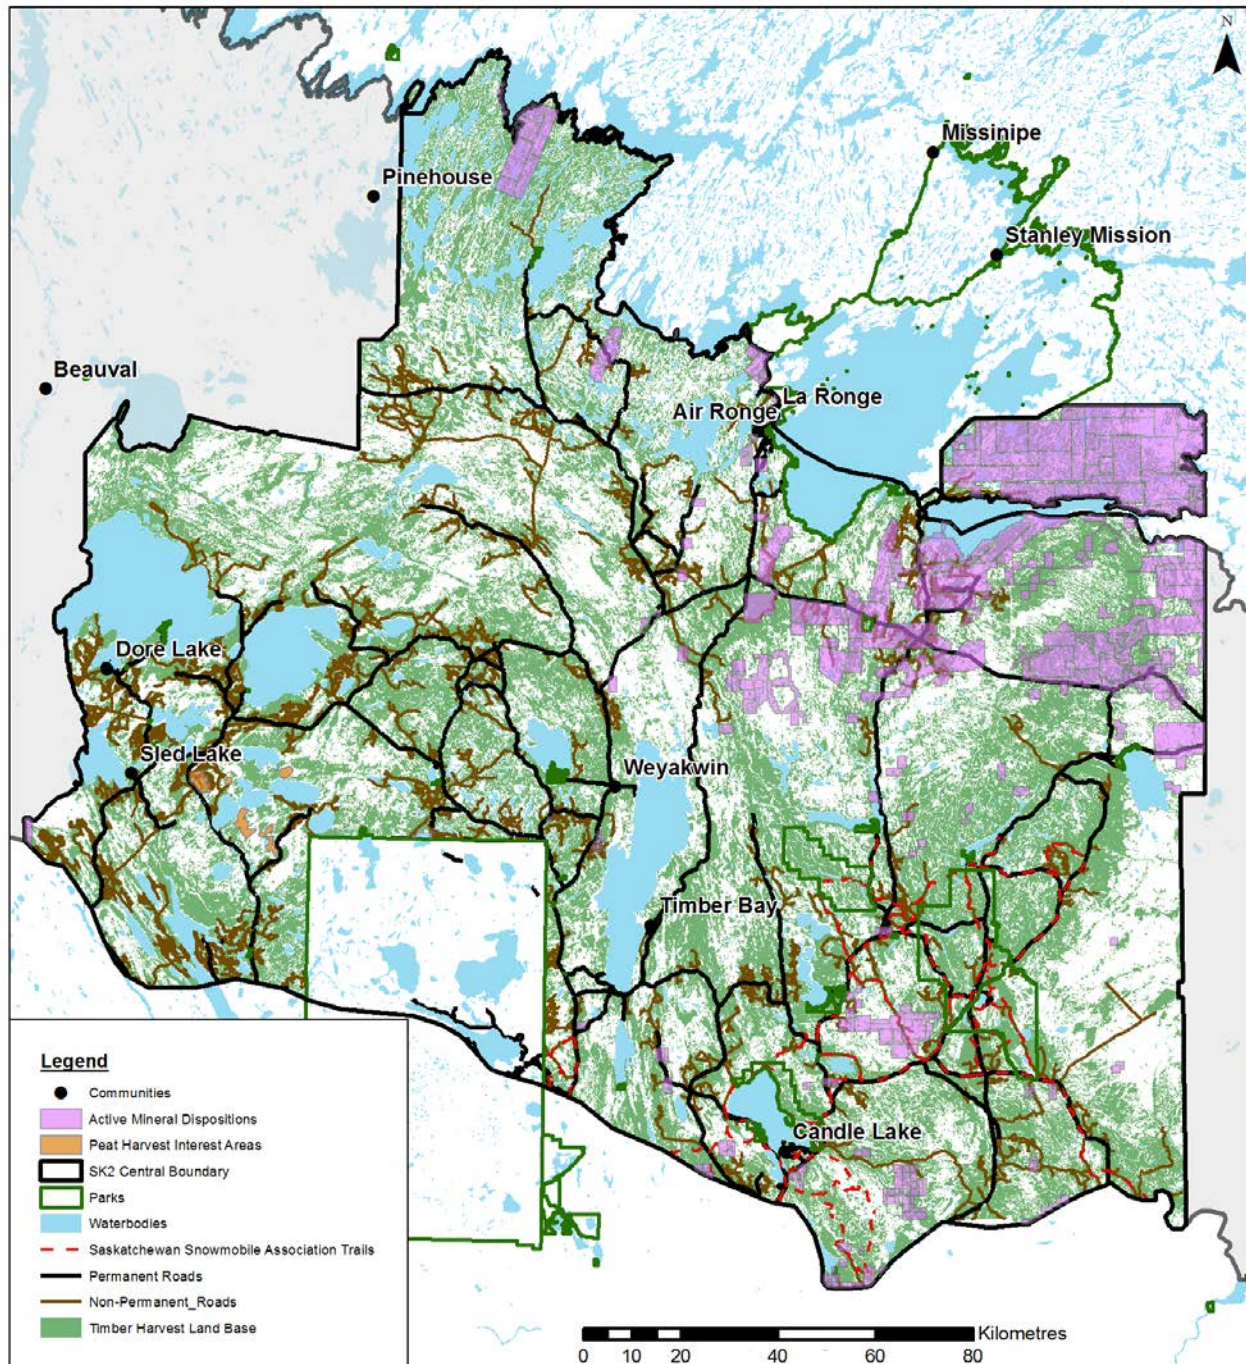 N
Missinipe
Pinehouse
Stanley Mission
Beauval
La Ronge
Air Ronge
Dore Lake
Sled Lake
Weyakwin
Timber Bay
Candle Lake
Legend
Communities
Active Mineral Dispositions
Peat Harvest Interest Areas
SK2 Central Boundary
Parks
Waterbodies
Saskatchewan Snowmobile Association Trails
Permanent Roads
Non-Permanent_Roads
Timber Harvest Land Base
Kilometres
0 10 20 40 60 80